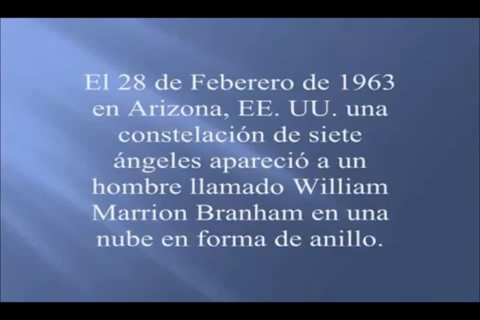 El 28 de Feberero de 1963
en Arizona, EE. UU. una
constelación de siete
ángeles apareció a un
hombre llamado William
Marrion Branham en una
nube en forma de anillo.